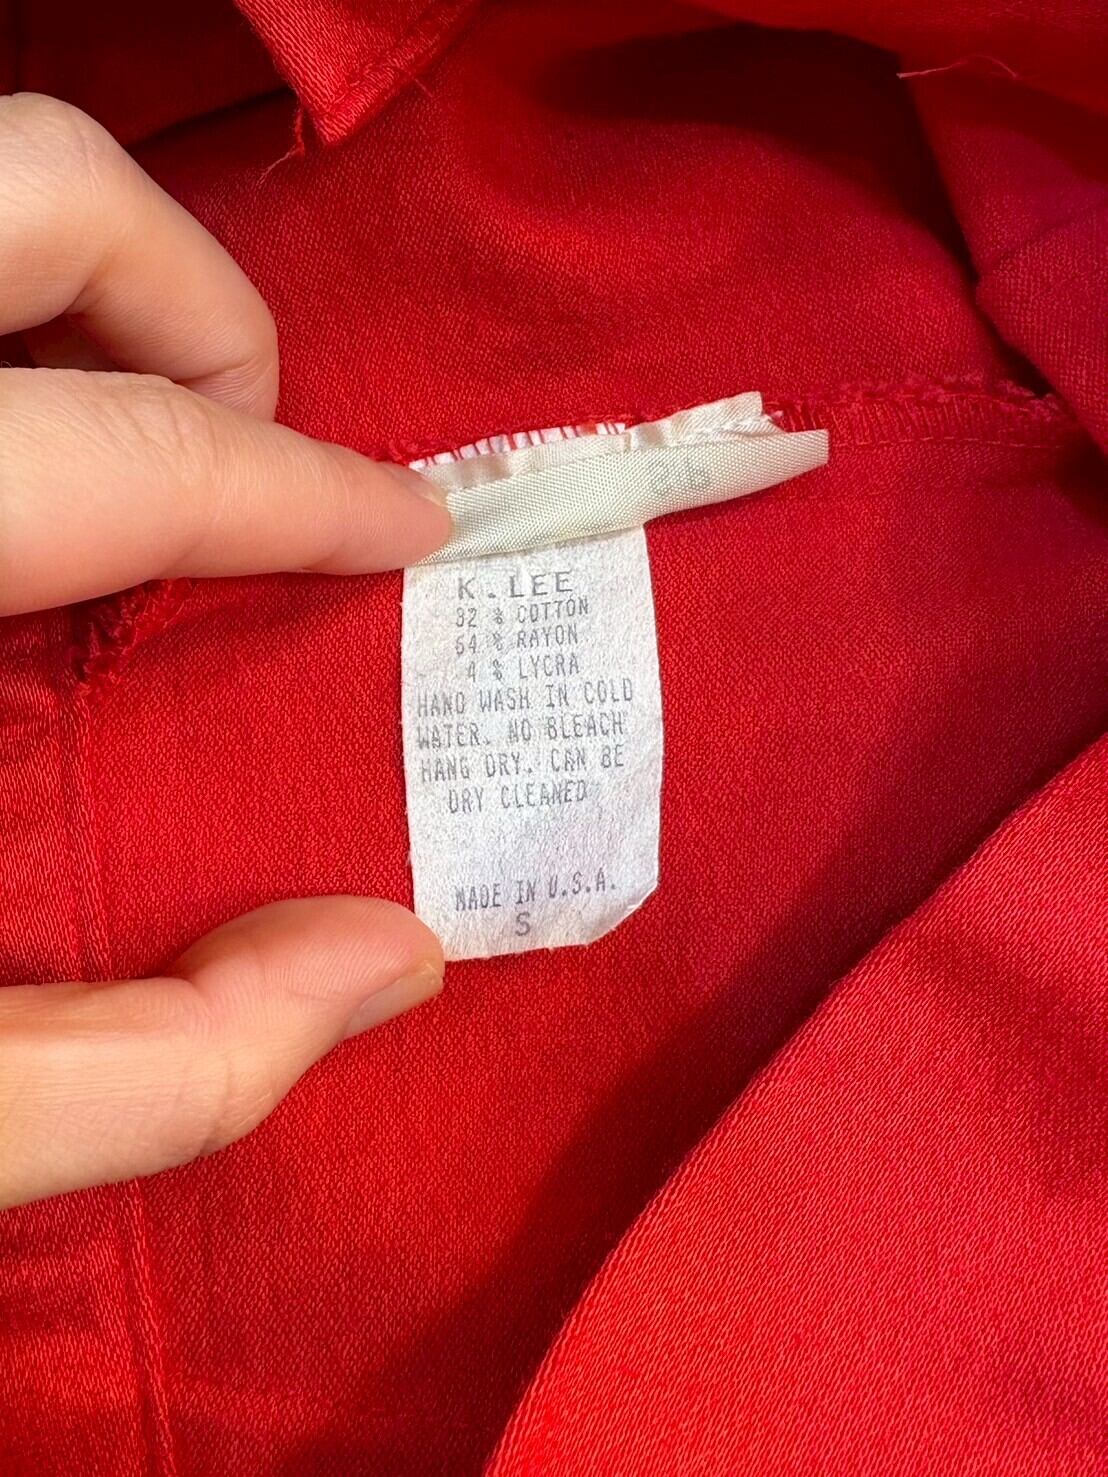 K. LEE
32 % COTTON
64 % RAYON
4 % LYCRA
HAND WASH IN COLD
WATER. NO BLEACH
HANG DRY. CAN BE
DRY CLEANED
MADE IN U.S.A.
S